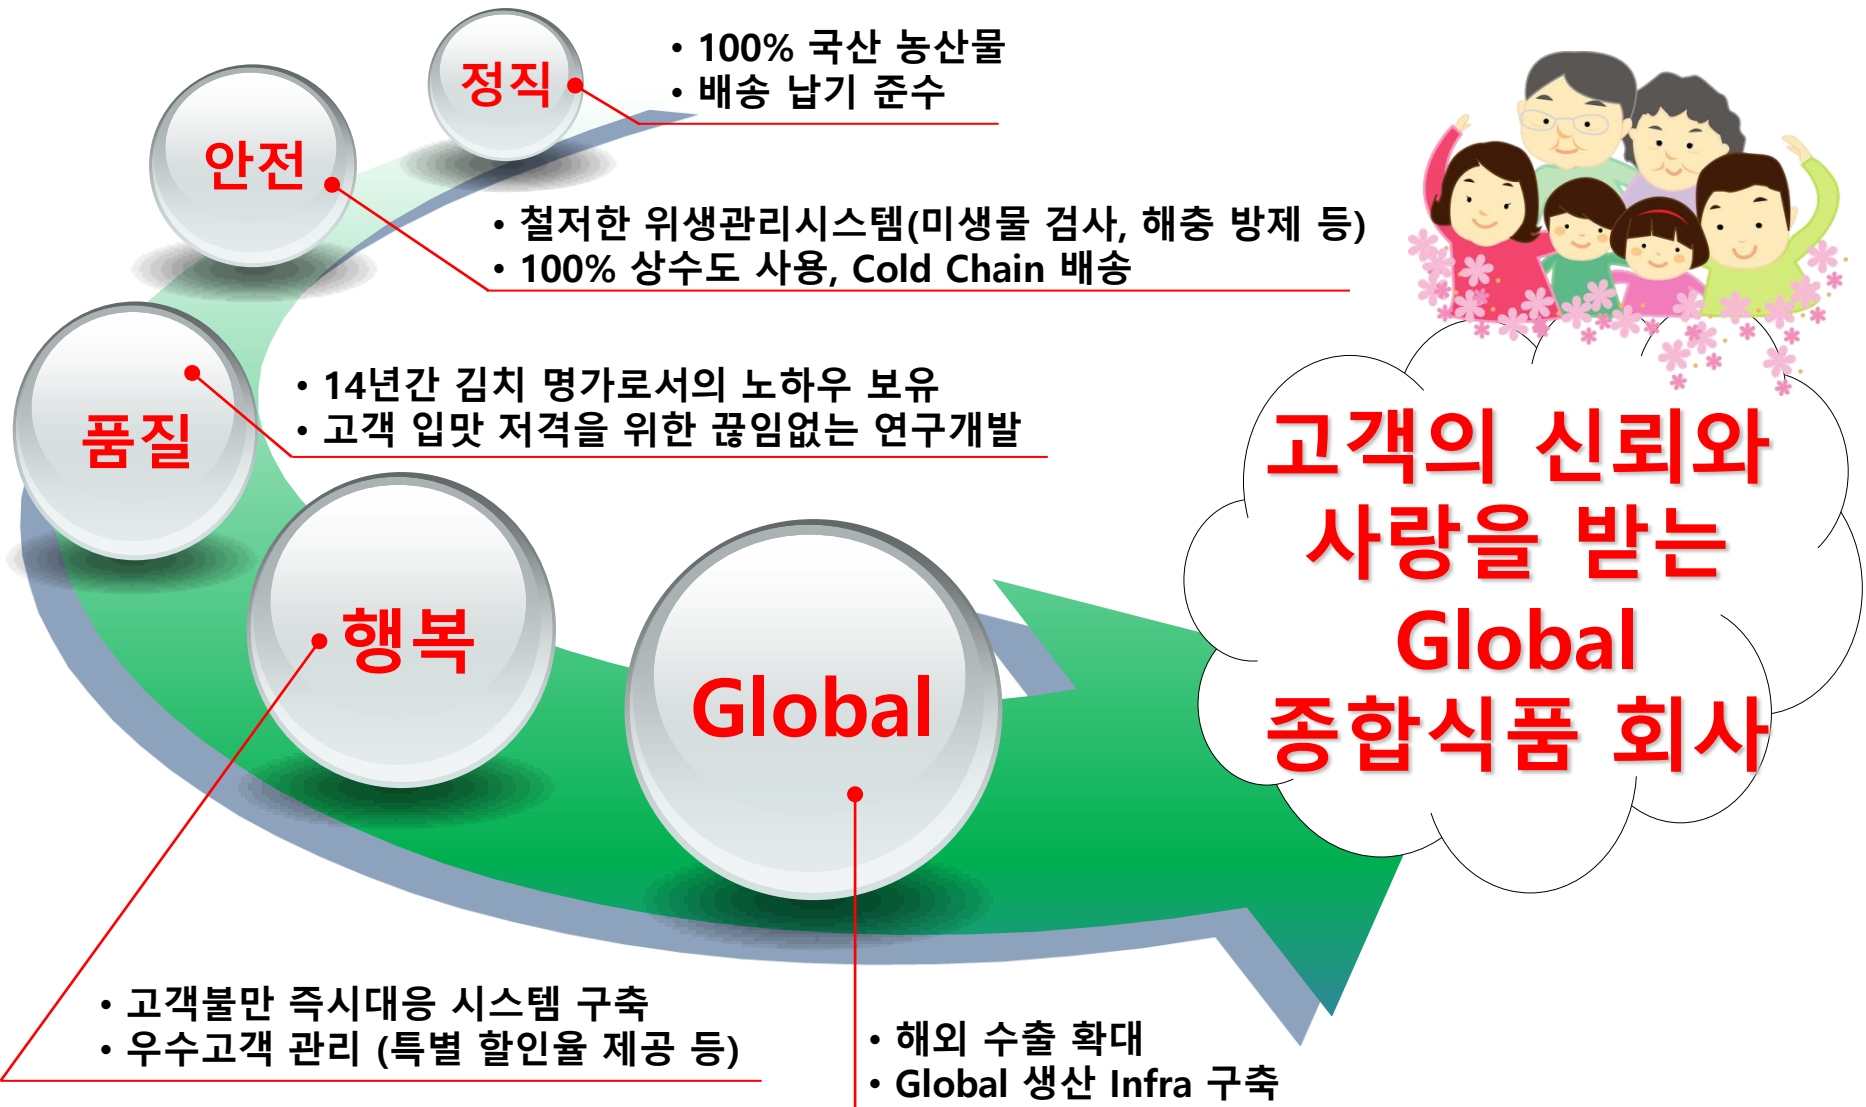 정직
• 100% 국산 농산물
• 배송 납기 준수
안전
• 철저한 위생관리시스템(미생물 검사, 해충 방제 등)
• 100% 상수도 사용, Cold Chain 배송
품질
• 14년간 김치 명가로서의 노하우 보유
• 고객 입맛 저격을 위한 끊임없는 연구개발
행복
• 고객불만 즉시대응 시스템 구축
• 우수고객 관리 (특별 할인율 제공 등)
Global
• 해외 수출 확대
• Global 생산 Infra 구축
고객의 신뢰와
사랑을 받는
Global
종합식품 회사